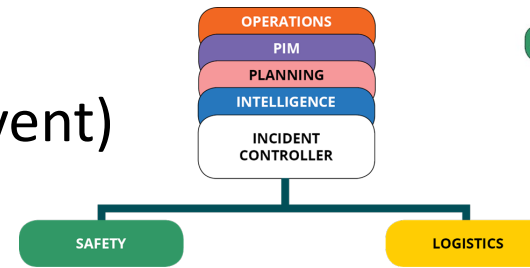 OPERATIONS
PIM
PLANNING
INTELLIGENCE
vent)
INCIDENT
CONTROLLER
SAFETY
LOGISTICS